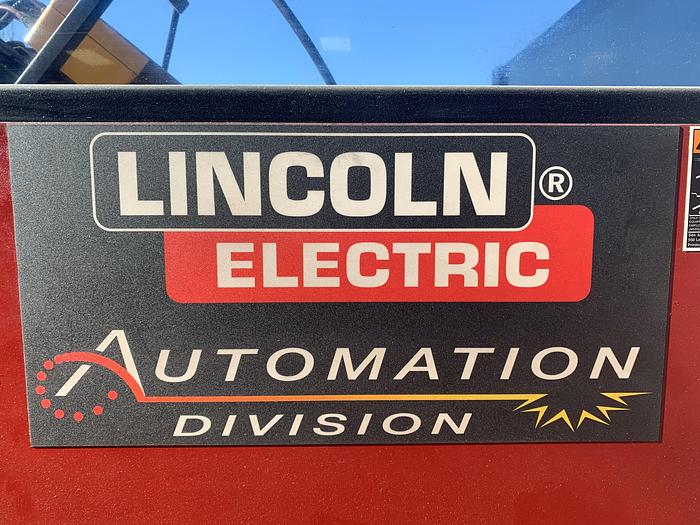 LINCOLN ®
ELECTRIC
AUTOMATION
DIVISION